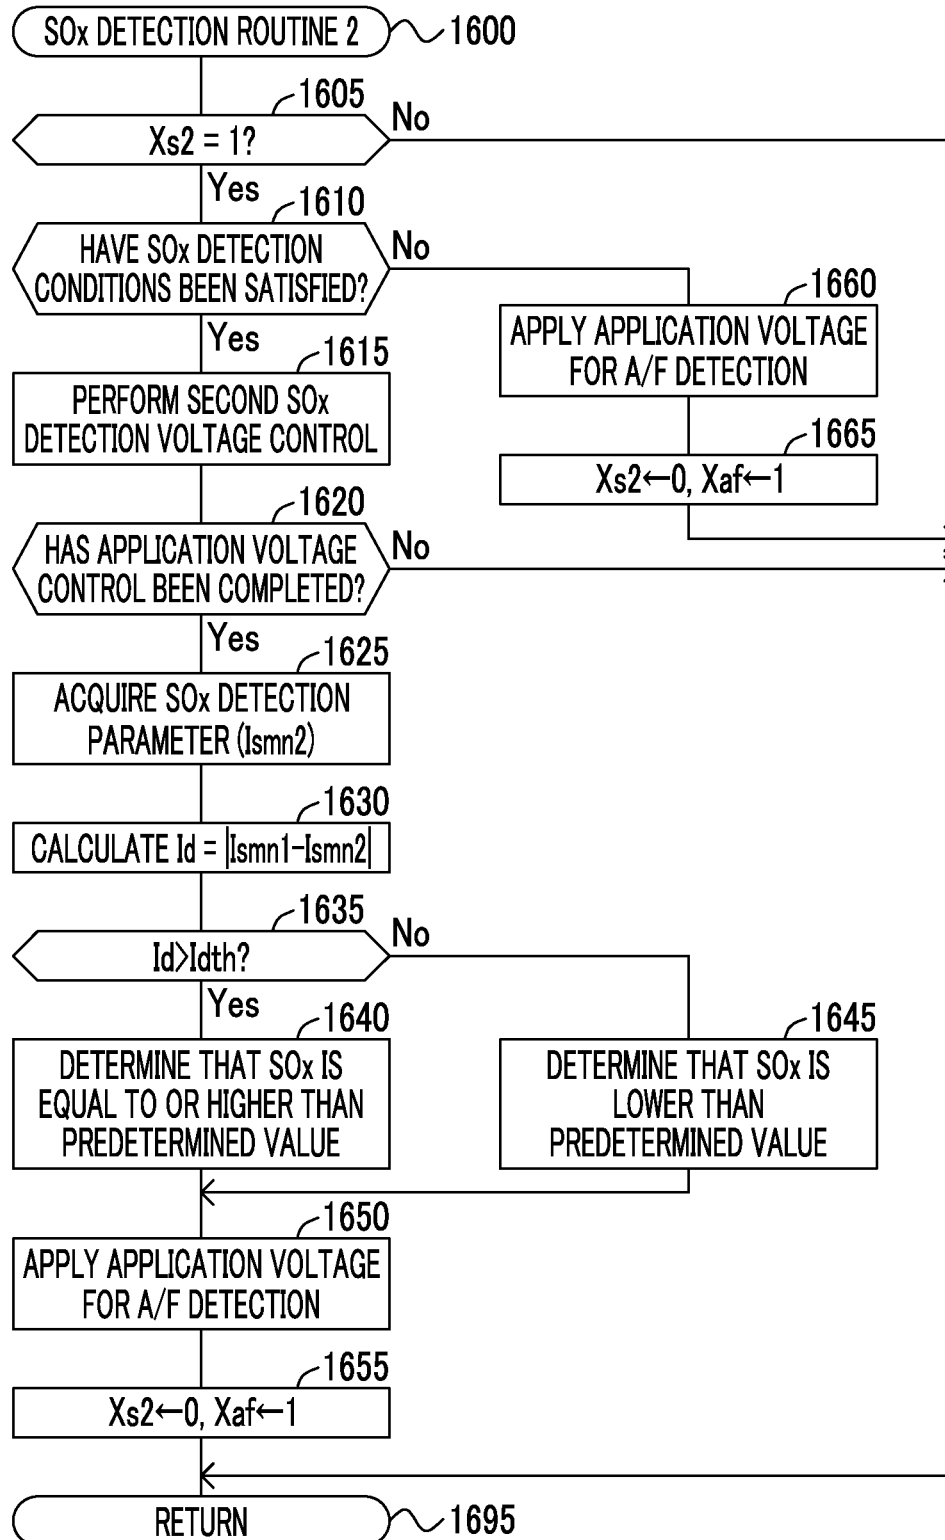 SOx DETECTION ROUTINE 2
1600
1605
Xs2 = 1?
No
Yes
1610
HAVE SOx DETECTION
CONDITIONS BEEN SATISFIED?
No
Yes
1660
APPLY APPLICATION VOLTAGE
FOR A/F DETECTION
1615
PERFORM SECOND SOx
DETECTION VOLTAGE CONTROL
1665
Xs2←0, Xaf←1
1620
HAS APPLICATION VOLTAGE
CONTROL BEEN COMPLETED?
No
Yes
1625
ACQUIRE SOx DETECTION
PARAMETER (Ismn2)
1630
CALCULATE Id = |Ismn1-Ismn2|
1635
Id>Idth?
No
Yes
1640
DETERMINE THAT SOx IS
EQUAL TO OR HIGHER THAN
PREDETERMINED VALUE
1645
DETERMINE THAT SOx IS
LOWER THAN
PREDETERMINED VALUE
1650
APPLY APPLICATION VOLTAGE
FOR A/F DETECTION
1655
Xs2←0, Xaf←1
RETURN
1695